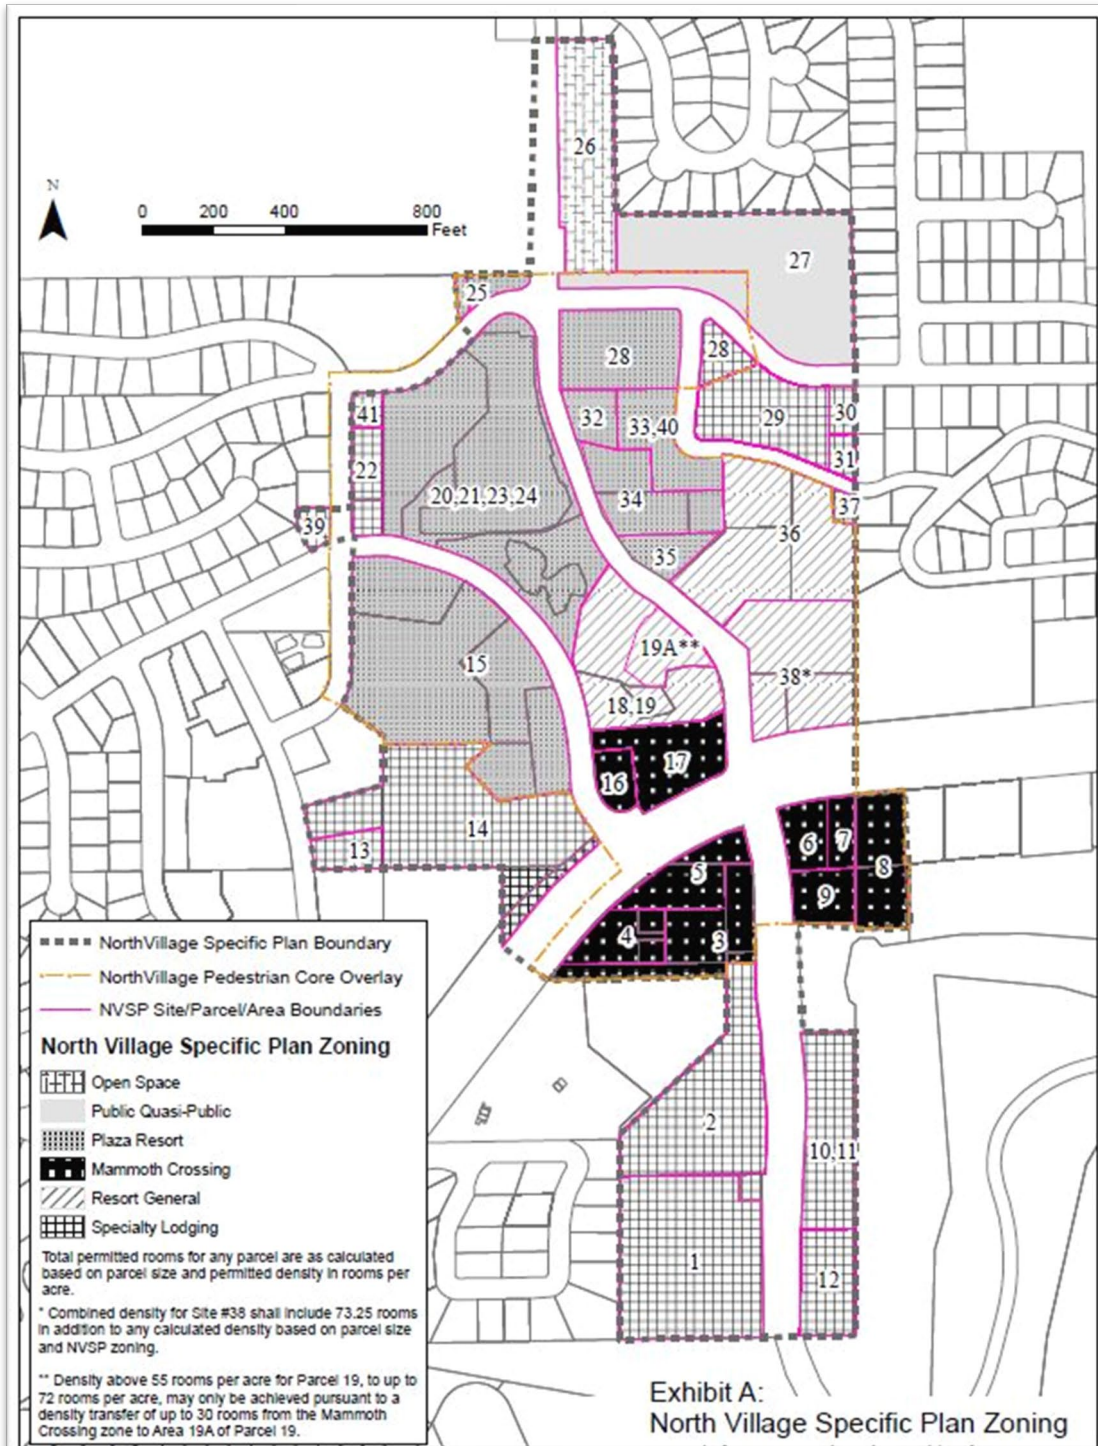 26
N
0 200 400 800
Feet
27
25
28
28
41
32
33,40
29
30
22
31
20,21,23,24
34
37
39
36
35
19A**
15
38*
18,19
17
16
14
13
6
7
8
5
9
4
3
NorthVillage Specific Plan Boundary
NorthVillage Pedestrian Core Overlay
NVSP Site/Parcel/Area Boundaries
North Village Specific Plan Zoning
Open Space
Public Quasi-Public
Plaza Resort
Mammoth Crossing
Resort General
Specialty Lodging
Total permitted rooms for any parcel are as calculated
based on parcel size and permitted density in rooms per
acre.
* Combined density for Site #38 shall include 73.25 rooms
in addition to any calculated density based on parcel size
and NVSP zoning.
** Density above 55 rooms per acre for Parcel 19, to up to
72 rooms per acre, may only be achieved pursuant to a
density transfer of up to 30 rooms from the Mammoth
Crossing zone to Area 19A of Parcel 19.
2
10,11
1
12
Exhibit A:
North Village Specific Plan Zoning